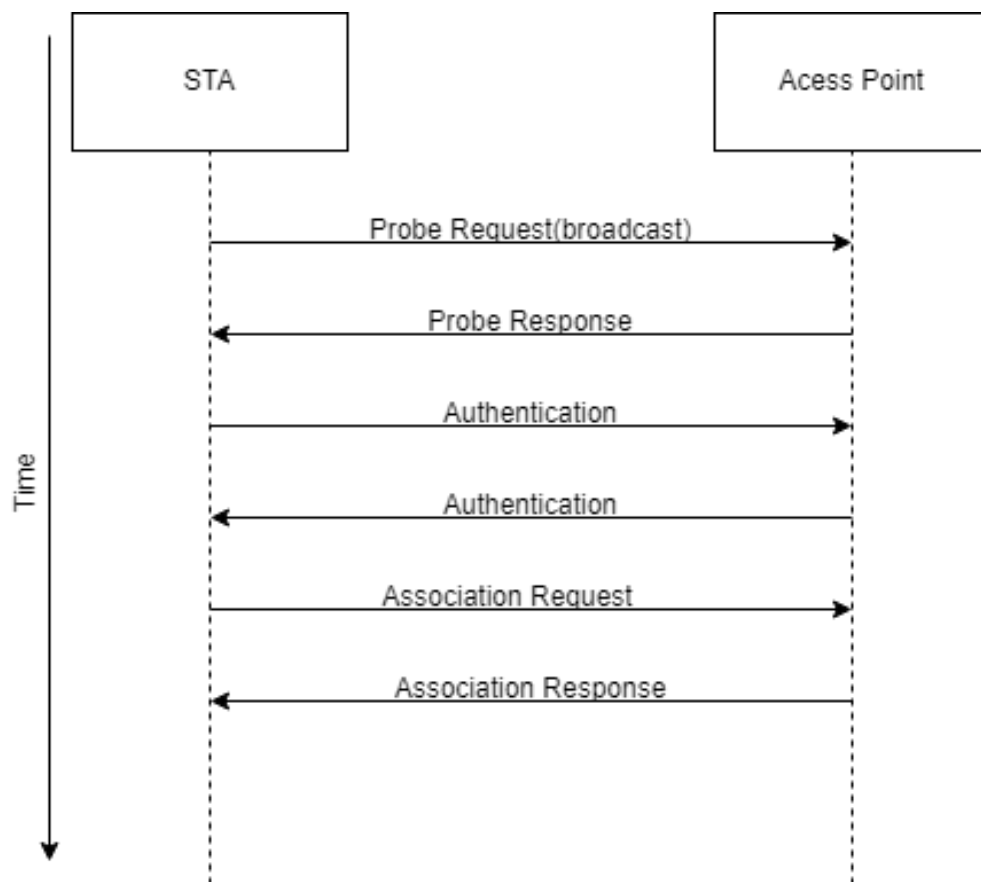 STA
Acess Point
Probe Request(broadcast)
Probe Response
Authentication
Authentication
Association Request
Association Response
Time